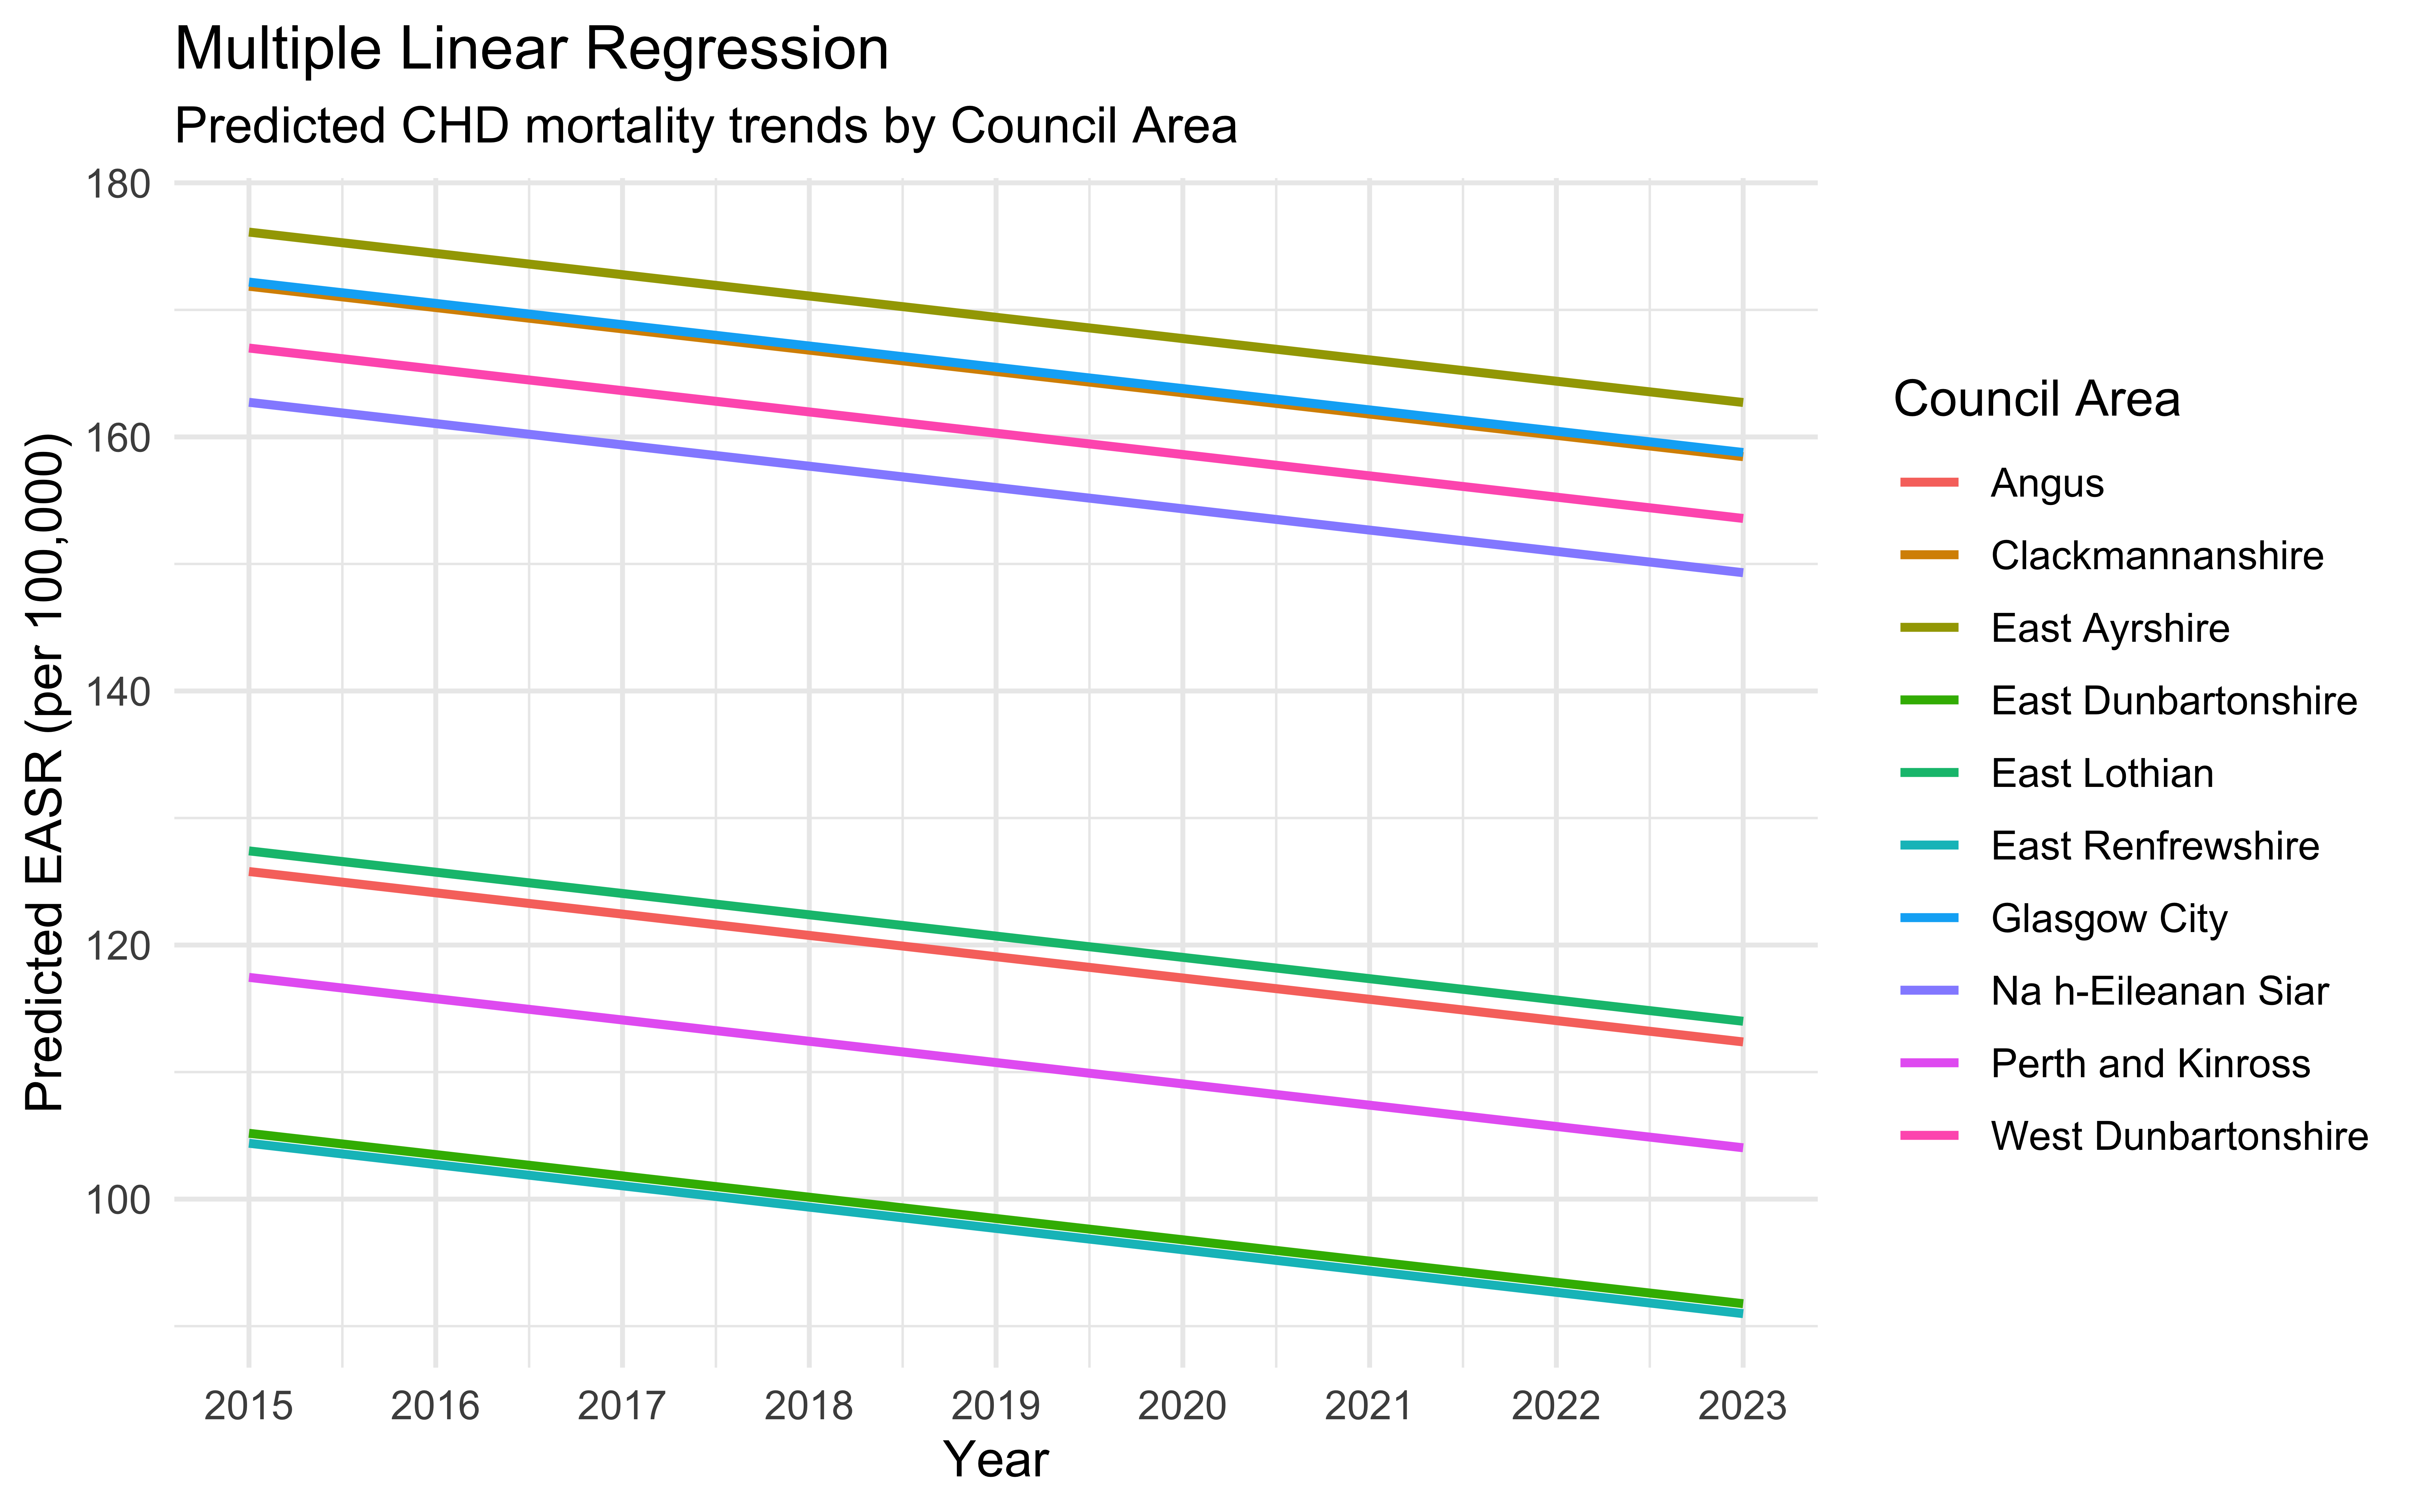 Multiple Linear Regression
Predicted CHD mortality trends by Council Area
180
160
140
120
100
Predicted EASR (per 100,000)
2015 2016 2017 2018 2019 2020 2021 2022 2023
Year
Council Area
Angus
Clackmannanshire
East Ayrshire
East Dunbartonshire
East Lothian
East Renfrewshire
Glasgow City
Na h-Eileanan Siar
Perth and Kinross
West Dunbartonshire